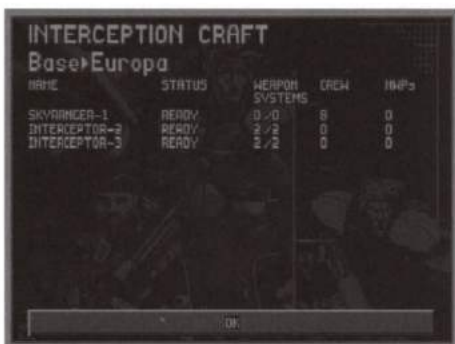 INTERCEPTION CRAFT
Base▸Europa
NAME STATUS WEAPON SYSTEMS CREW HWPs
SKYRANGER-1 READY 0/0 8 0
INTERCEPTOR-2 READY 2/2 0 0
INTERCEPTOR-3 READY 2/2 0 0
OK